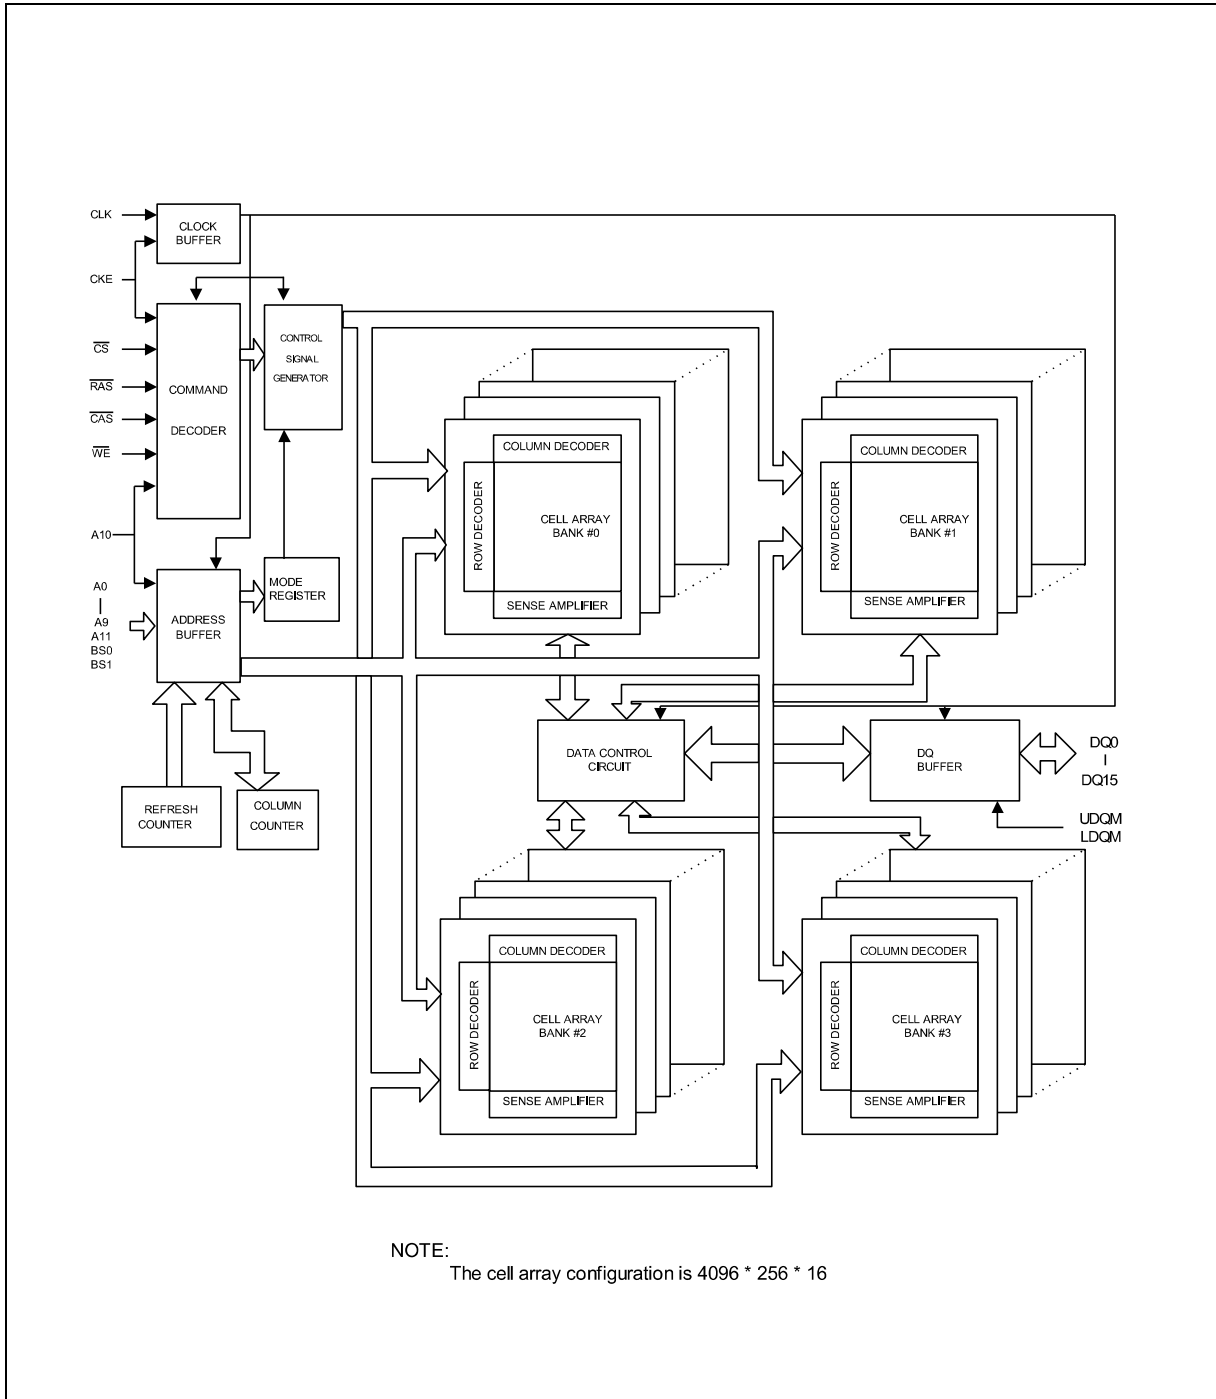 CLK
CLOCK
BUFFER
CKE
CS
RAS
CAS
WE
COMMAND
DECODER
CONTROL
SIGNAL
GENERATOR
A10
A0
A9
A11
BS0
BS1
ADDRESS
BUFFER
MODE
REGISTER
REFRESH
COUNTER
COLUMN
COUNTER
COLUMN DECODER
ROW DECODER
CELL ARRAY
BANK #0
SENSE AMPLIFIER
COLUMN DECODER
ROW DECODER
CELL ARRAY
BANK #1
SENSE AMPLIFIER
DATA CONTROL
CIRCUIT
DQ
BUFFER
DQ0
DQ15
UDQM
LDQM
COLUMN DECODER
ROW DECODER
CELL ARRAY
BANK #2
SENSE AMPLIFIER
COLUMN DECODER
ROW DECODER
CELL ARRAY
BANK #3
SENSE AMPLIFIER
NOTE:
The cell array configuration is 4096 * 256 * 16